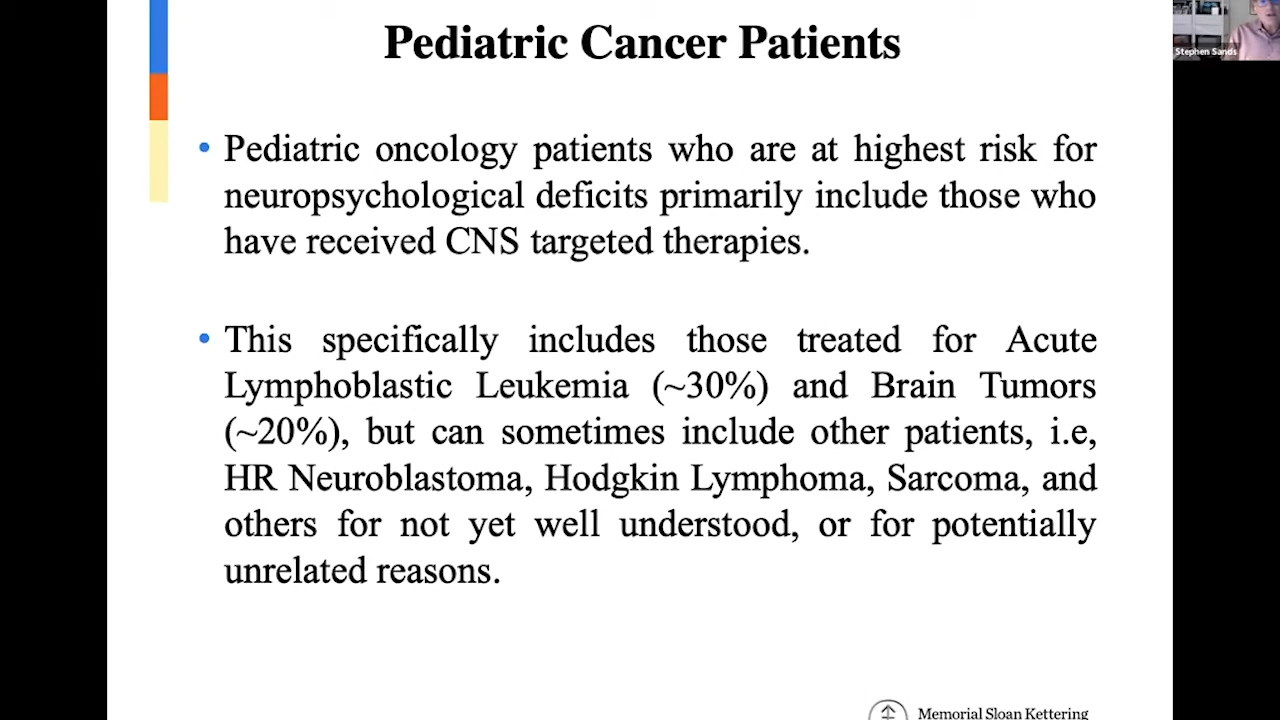 Pediatric Cancer Patients
Stephen Sands
• Pediatric oncology patients who are at highest risk for
neuropsychological deficits primarily include those who
have received CNS targeted therapies.
• This specifically includes those treated for Acute
Lymphoblastic Leukemia (~30%) and Brain Tumors
(~20%), but can sometimes include other patients, i.e,
HR Neuroblastoma, Hodgkin Lymphoma, Sarcoma, and
others for not yet well understood, or for potentially
unrelated reasons.
Memorial Sloan Kettering